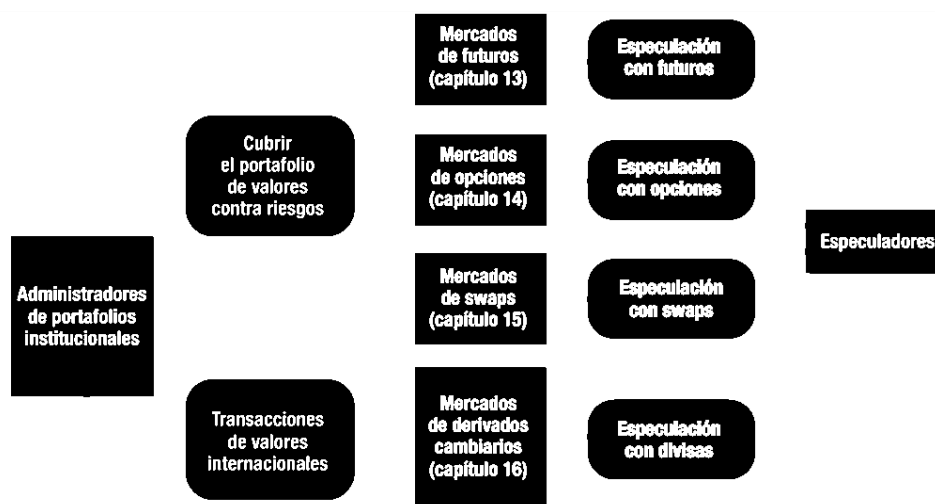 Administradores
de portafolios
institucionales
Cubrir
el portafolio
de valores
contra riesgos
Transacciones
de valores
internacionales
Mercados
de futuros
(capítulo 13)
Mercados
de opciones
(capítulo 14)
Mercados
de swaps
(capítulo 15)
Mercados
de derivados
cambiarios
(capítulo 16)
Especulación
con futuros
Especulación
con opciones
Especulación
con swaps
Especulación
con divisas
Especuladores